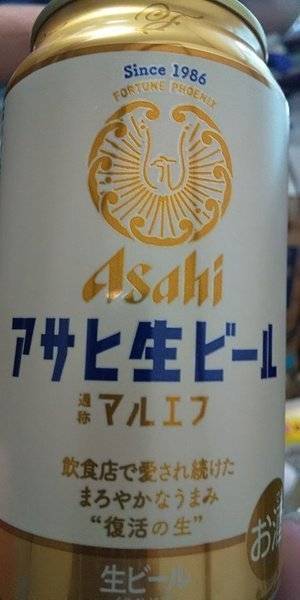 Since 1986
FORTUNE PHOENIX
Asahi
アサヒ生ビール
通称 マルエフ
飲食店で愛され続けた
まろやかなうまみ
“復活の生”
お酒
生ビール